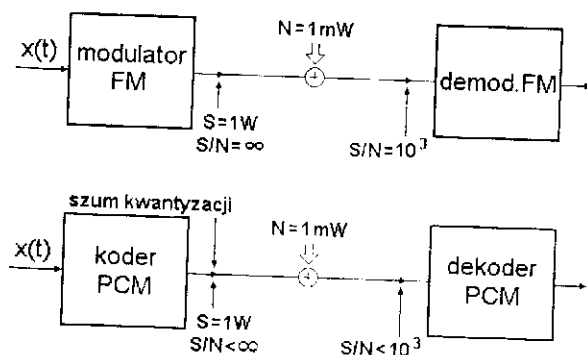 N=1mW
x(t)
modulator
FM
+
demod.FM
S=1W
S/N=∞
S/N=10³
szum kwantyzacji
N=1mW
x(t)
koder
PCM
+
dekoder
PCM
S=1W
S/N<∞
S/N<10³